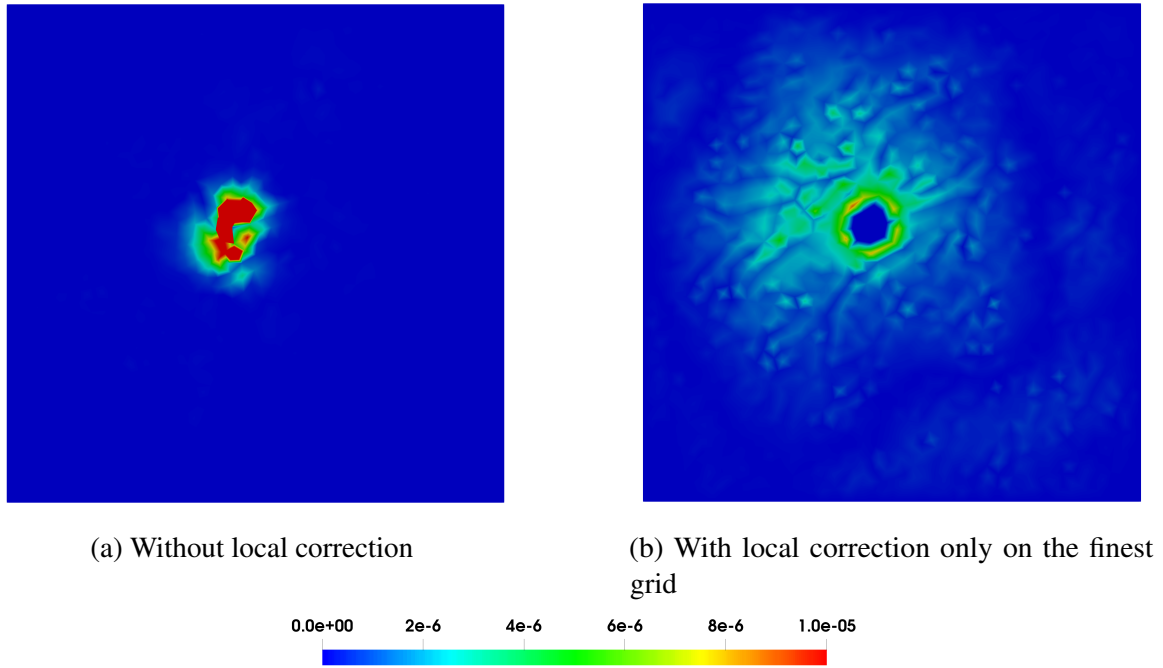 (a) Without local correction
(b) With local correction only on the finest
grid
0.0e+00 2e-6 4e-6 6e-6 8e-6 1.0e-05